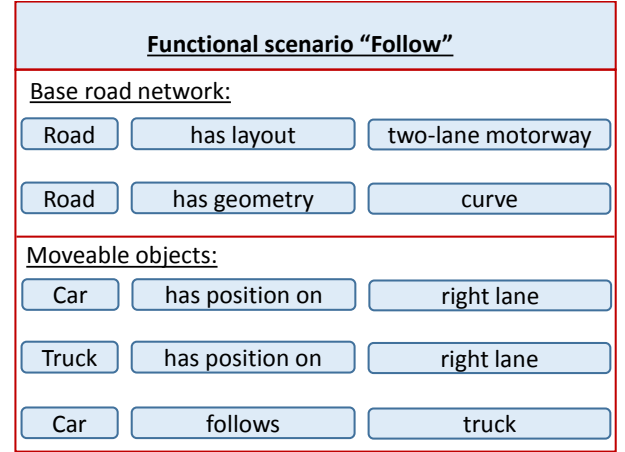 Functional scenario “Follow”
Base road network:
Road has layout two-lane motorway
Road has geometry curve
Moveable objects:
Car has position on right lane
Truck has position on right lane
Car follows truck